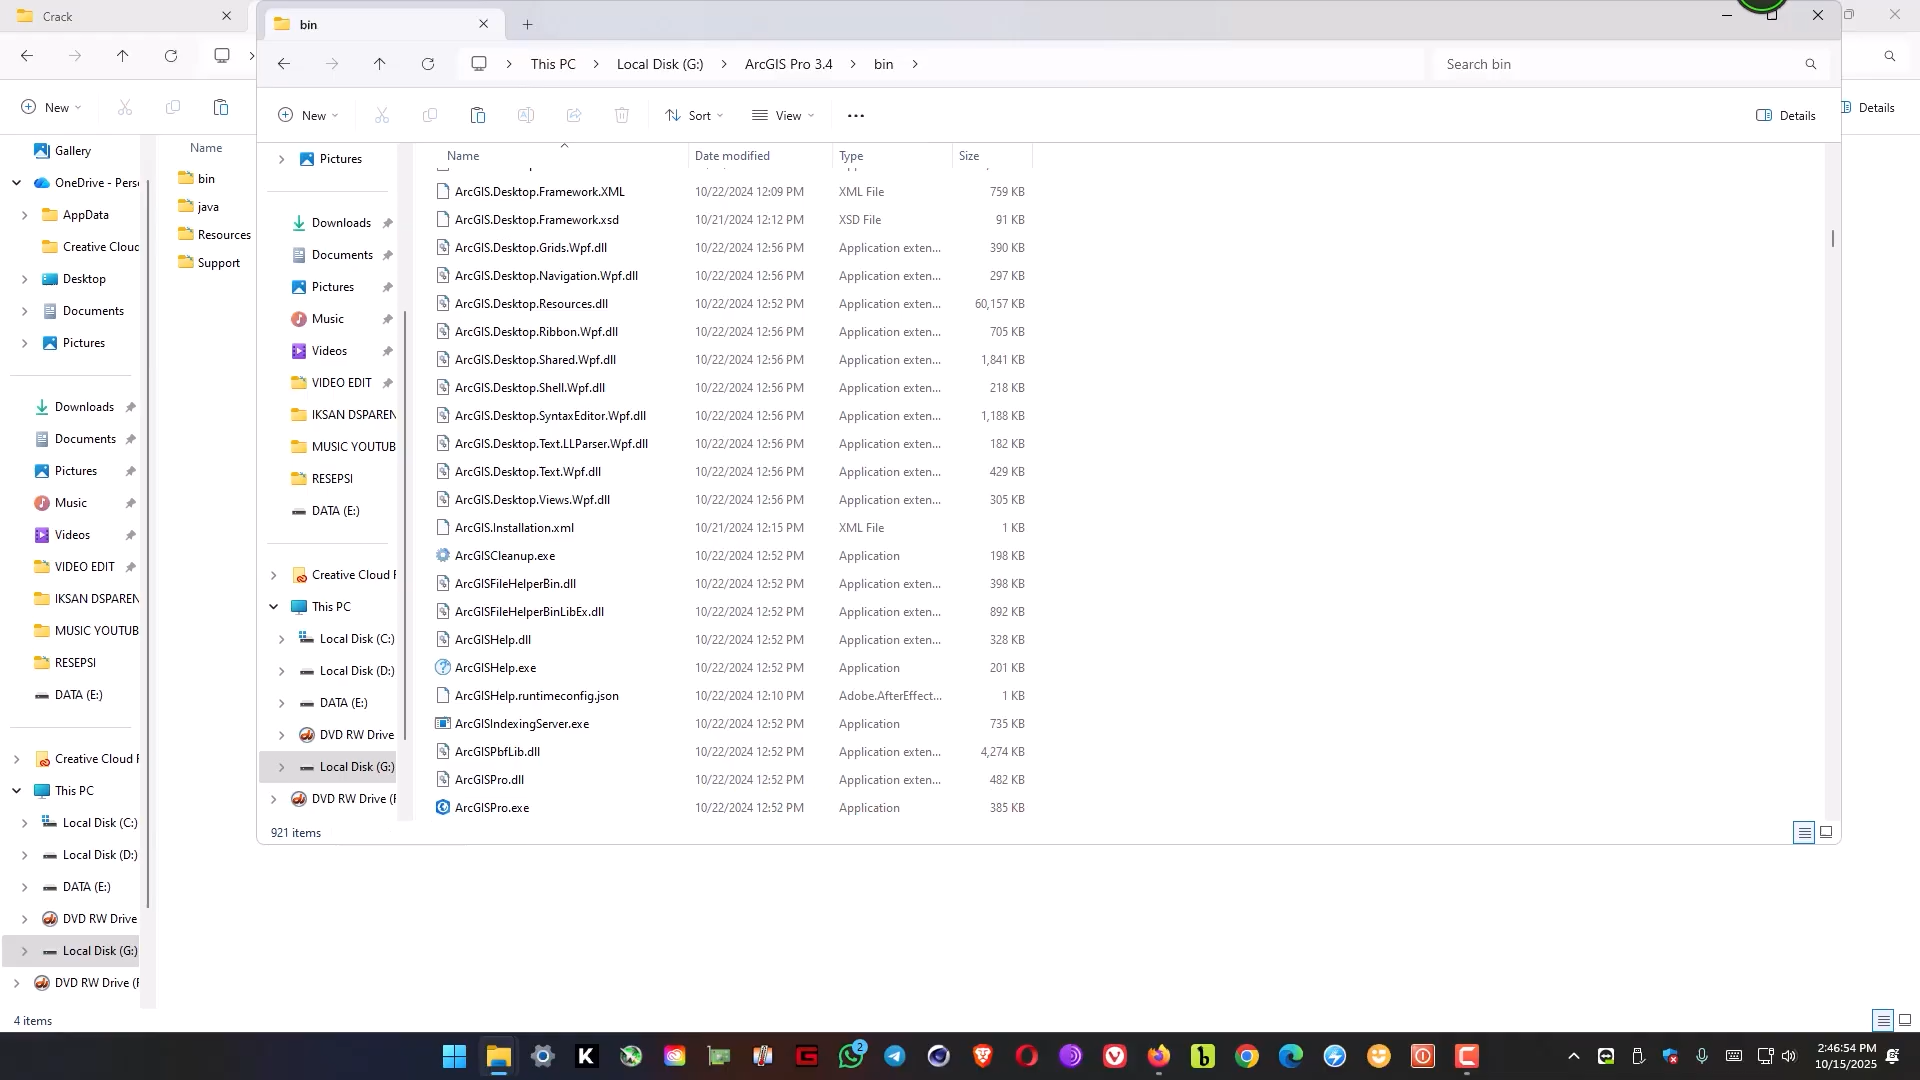 Crack
New
Gallery
OneDrive - Perso
AppData
Creative Cloud
Desktop
Documents
Pictures
Downloads
Documents
Pictures
Music
Videos
VIDEO EDIT
IKSAN DSPAREN
MUSIC YOUTUB
RESEPSI
DATA (E:)
Creative Cloud F
This PC
Local Disk (C:)
Local Disk (D:)
DATA (E:)
DVD RW Drive
Local Disk (G:)
DVD RW Drive (F
4 items
Name
bin
java
Resources
Support
bin
This PC
Local Disk (G:)
ArcGIS Pro 3.4
bin
Search bin
New
Sort
View
Details
Details
Pictures
Downloads
Documents
Pictures
Music
Videos
VIDEO EDIT
IKSAN DSPAREN
MUSIC YOUTUB
RESEPSI
DATA (E:)
Creative Cloud F
This PC
Local Disk (C:)
Local Disk (D:)
DATA (E:)
DVD RW Drive
Local Disk (G:)
DVD RW Drive (F
Name Date modified Type Size
ArcGIS.Desktop.Framework.XML 10/22/2024 12:09 PM XML File 759 KB
ArcGIS.Desktop.Framework.xsd 10/21/2024 12:12 PM XSD File 91 KB
ArcGIS.Desktop.Grids.Wpf.dll 10/22/2024 12:56 PM Application exten... 390 KB
ArcGIS.Desktop.Navigation.Wpf.dll 10/22/2024 12:56 PM Application exten... 297 KB
ArcGIS.Desktop.Resources.dll 10/22/2024 12:52 PM Application exten... 60,157 KB
ArcGIS.Desktop.Ribbon.Wpf.dll 10/22/2024 12:56 PM Application exten... 705 KB
ArcGIS.Desktop.Shared.Wpf.dll 10/22/2024 12:56 PM Application exten... 1,841 KB
ArcGIS.Desktop.Shell.Wpf.dll 10/22/2024 12:56 PM Application exten... 218 KB
ArcGIS.Desktop.SyntaxEditor.Wpf.dll 10/22/2024 12:56 PM Application exten... 1,188 KB
ArcGIS.Desktop.Text.LLParser.Wpf.dll 10/22/2024 12:56 PM Application exten... 182 KB
ArcGIS.Desktop.Text.Wpf.dll 10/22/2024 12:56 PM Application exten... 429 KB
ArcGIS.Desktop.Views.Wpf.dll 10/22/2024 12:56 PM Application exten... 305 KB
ArcGIS.Installation.xml 10/21/2024 12:15 PM XML File 1 KB
ArcGISCleanup.exe 10/22/2024 12:52 PM Application 198 KB
ArcGISFileHelperBin.dll 10/22/2024 12:52 PM Application exten... 398 KB
ArcGISFileHelperBinLibEx.dll 10/22/2024 12:52 PM Application exten... 892 KB
ArcGISHelp.dll 10/22/2024 12:52 PM Application exten... 328 KB
ArcGISHelp.exe 10/22/2024 12:52 PM Application 201 KB
ArcGISHelp.runtimeconfig.json 10/22/2024 12:10 PM Adobe.AfterEffect... 1 KB
ArcGISIndexingServer.exe 10/22/2024 12:52 PM Application 735 KB
ArcGISPbfLib.dll 10/22/2024 12:52 PM Application exten... 4,274 KB
ArcGISPro.dll 10/22/2024 12:52 PM Application exten... 482 KB
ArcGISPro.exe 10/22/2024 12:52 PM Application 385 KB
921 items
2
2:46:54 PM
10/15/2025